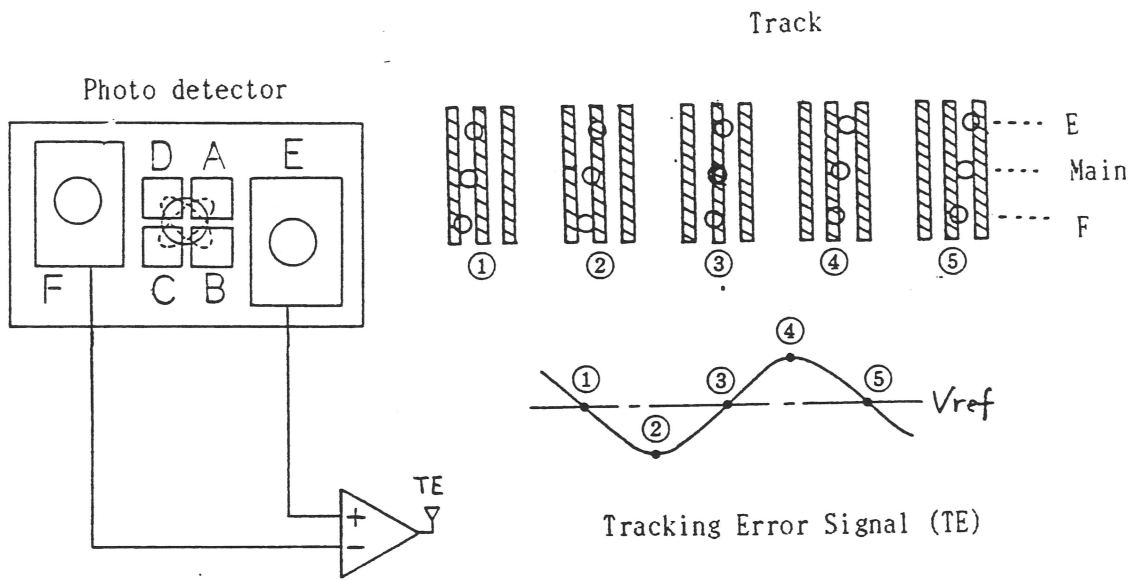 Track
Photo detector
D A E
F C B
E
Main
F
① ② ③ ④ ⑤
④
① ③ ⑤
Vref
②
TE
+
−
Tracking Error Signal (TE)